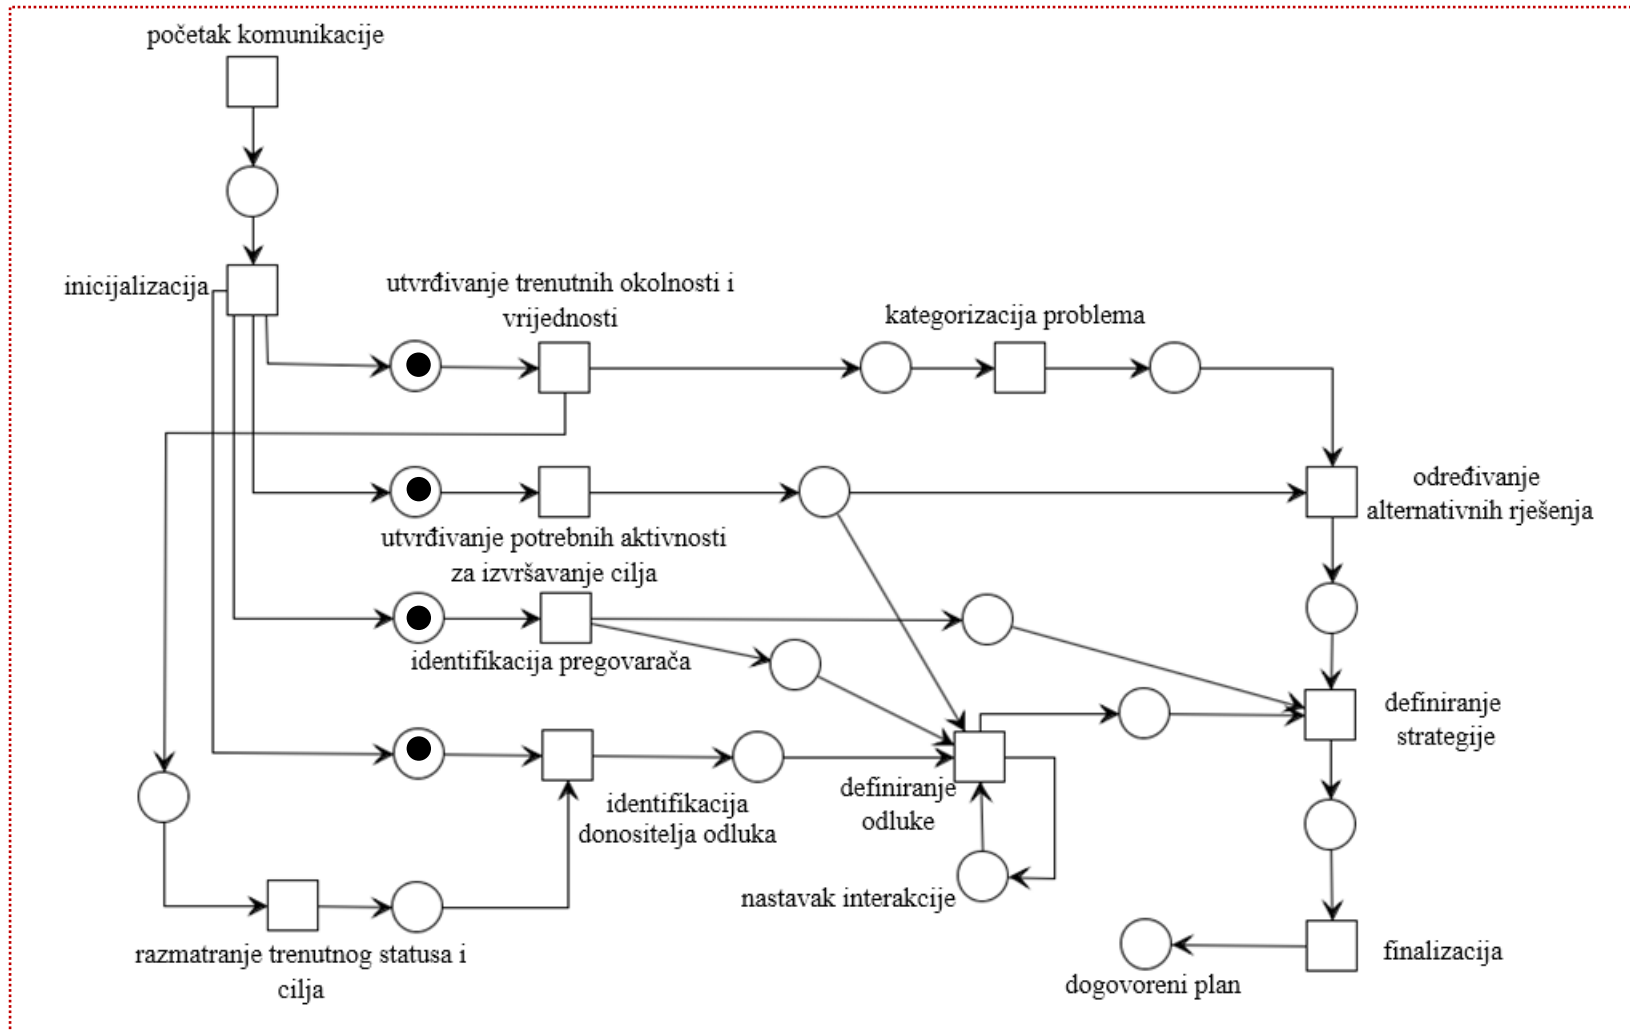 početak komunikacije
inicijalizacija
utvrđivanje trenutnih okolnosti i
vrijednosti
kategorizacija problema
određivanje
alternativnih rješenja
utvrđivanje potrebnih aktivnosti
za izvršavanje cilja
identifikacija pregovarača
definiranje
strategije
identifikacija
donositelja odluka
definiranje
odluke
nastavak interakcije
razmatranje trenutnog statusa i
cilja
finalizacija
dogovoreni plan